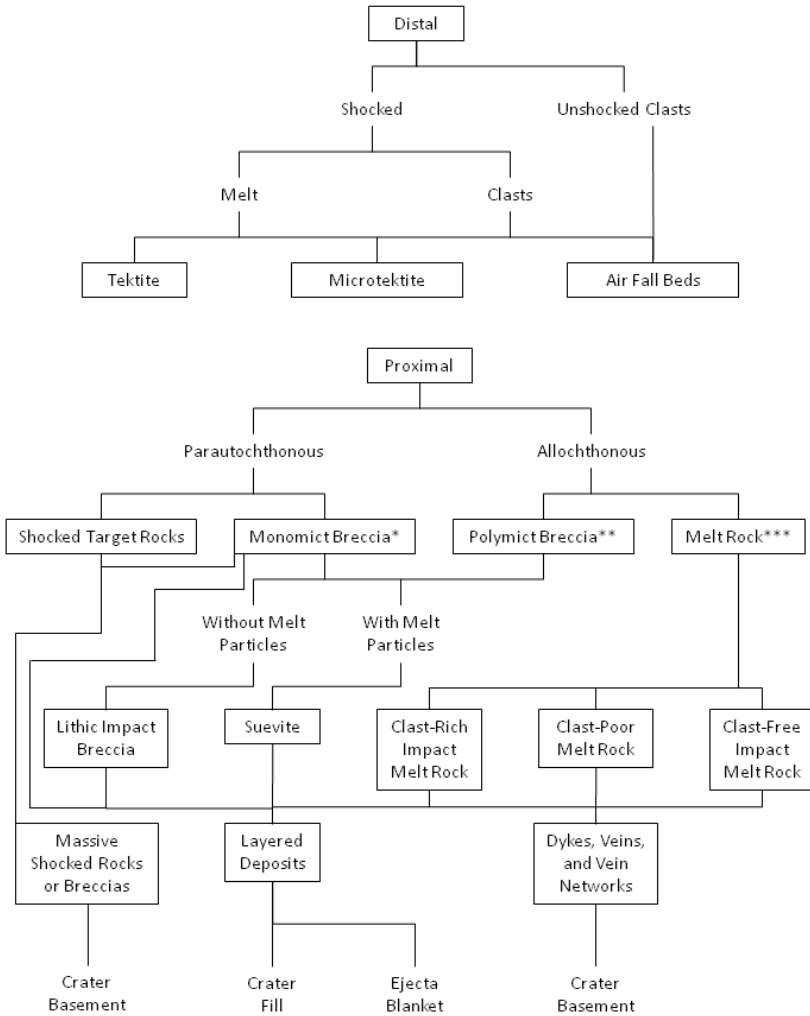 Distal
Shocked
Unshocked Clasts
Melt
Clasts
Tektite
Microtektite
Air Fall Beds
Proximal
Parautochthonous
Allochthonous
Shocked Target Rocks
Monomict Breccia*
Polymict Breccia**
Melt Rock***
Without Melt
Particles
With Melt
Particles
Lithic Impact
Breccia
Suevite
Clast-Rich
Impact
Melt Rock
Clast-Poor
Melt Rock
Clast-Free
Impact
Melt Rock
Massive
Shocked Rocks
or Breccias
Layered
Deposits
Dykes, Veins,
and Vein
Networks
Crater
Basement
Crater
Fill
Ejecta
Blanket
Crater
Basement